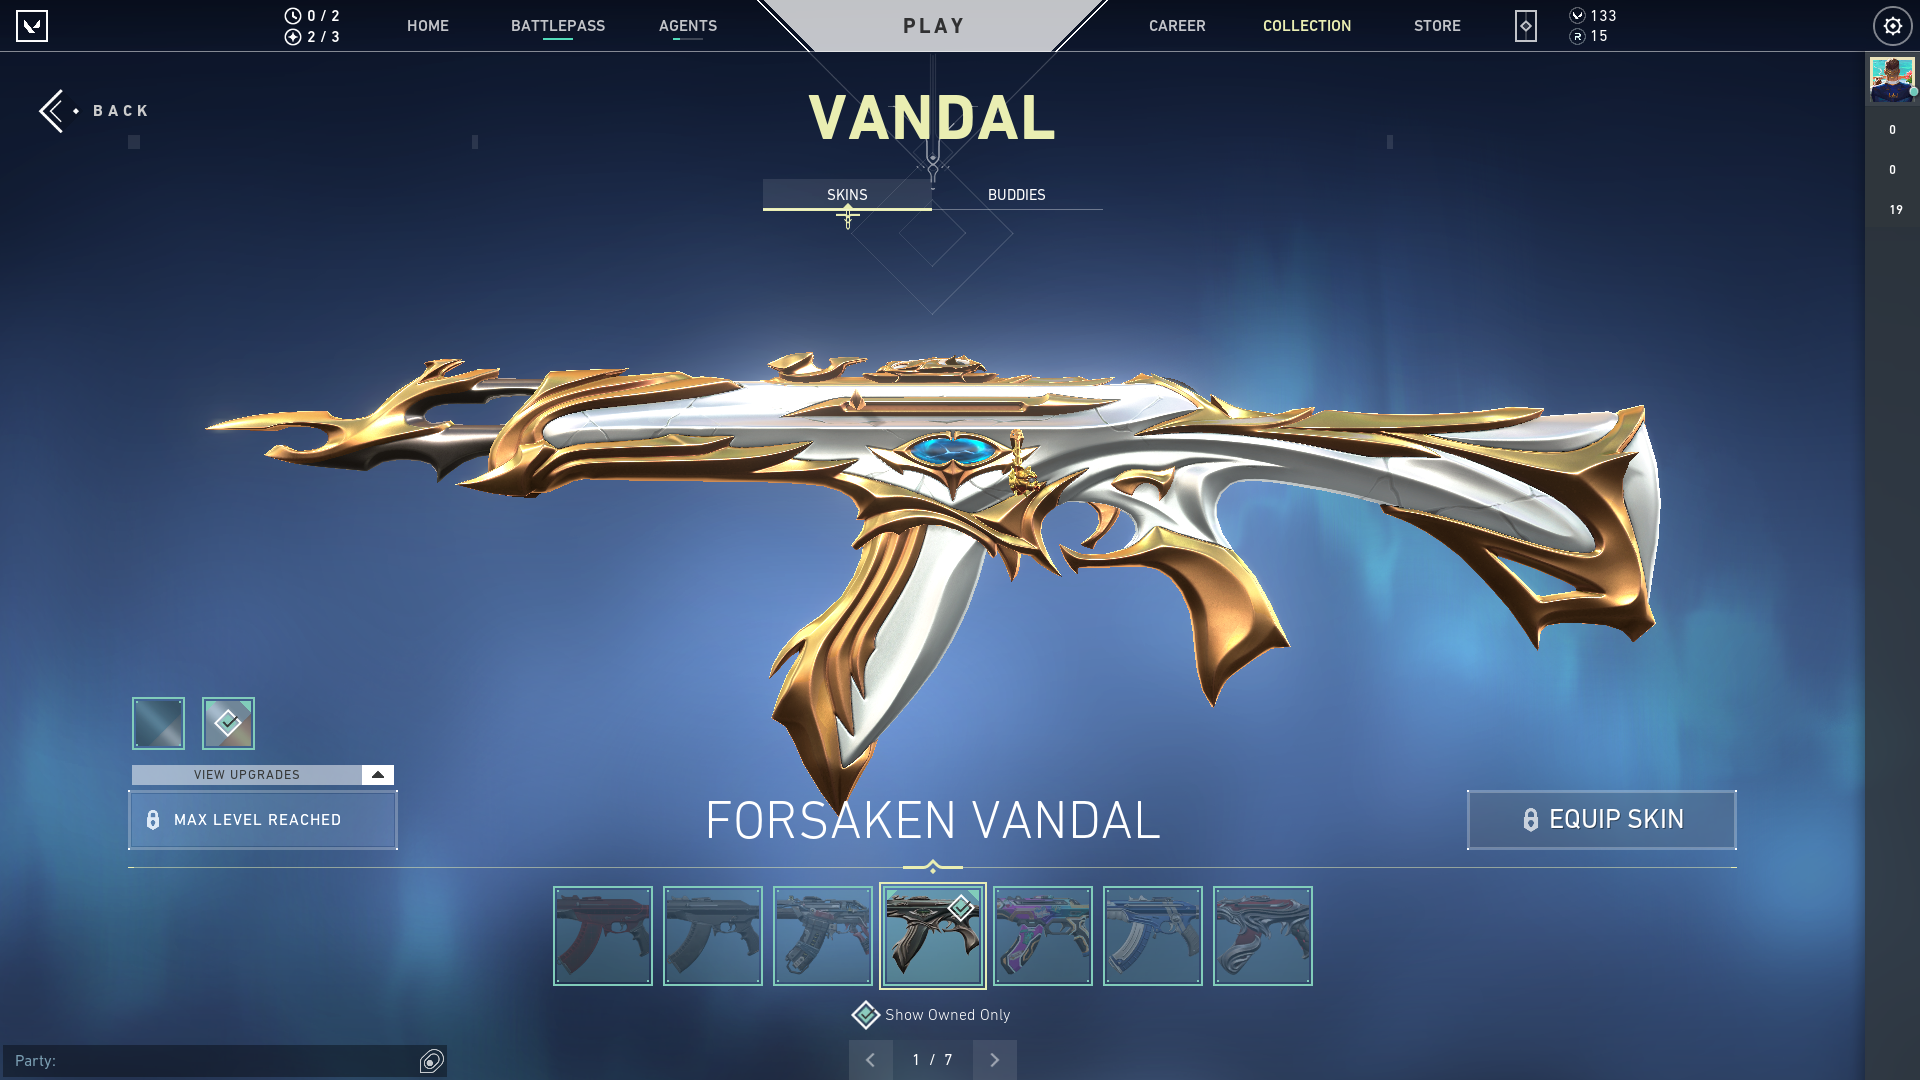 0 / 2
2 / 3
HOME
BATTLEPASS
AGENTS
PLAY
CAREER
COLLECTION
STORE
133
15
BACK
VANDAL
SKINS
BUDDIES
0
0
19
VIEW UPGRADES
MAX LEVEL REACHED
FORSAKEN VANDAL
EQUIP SKIN
Show Owned Only
Party:
1 / 7